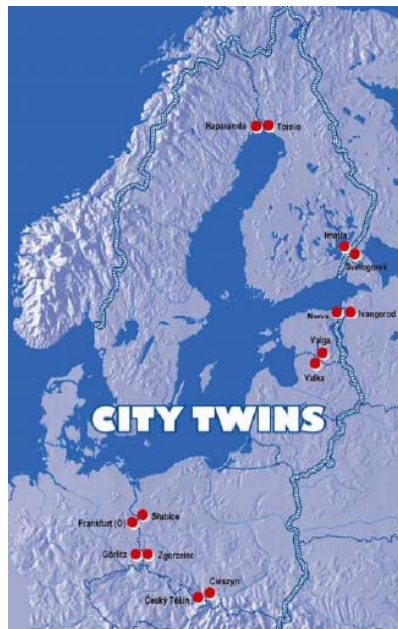 Haparanda Tornio
Imatra
Svetogorsk
Narva Ivangorod
Valga
Valka
CITY TWINS
Słubice
Frankfurt (O)
Görlitz Zgorzelec
Cieszyn
Český Těšín